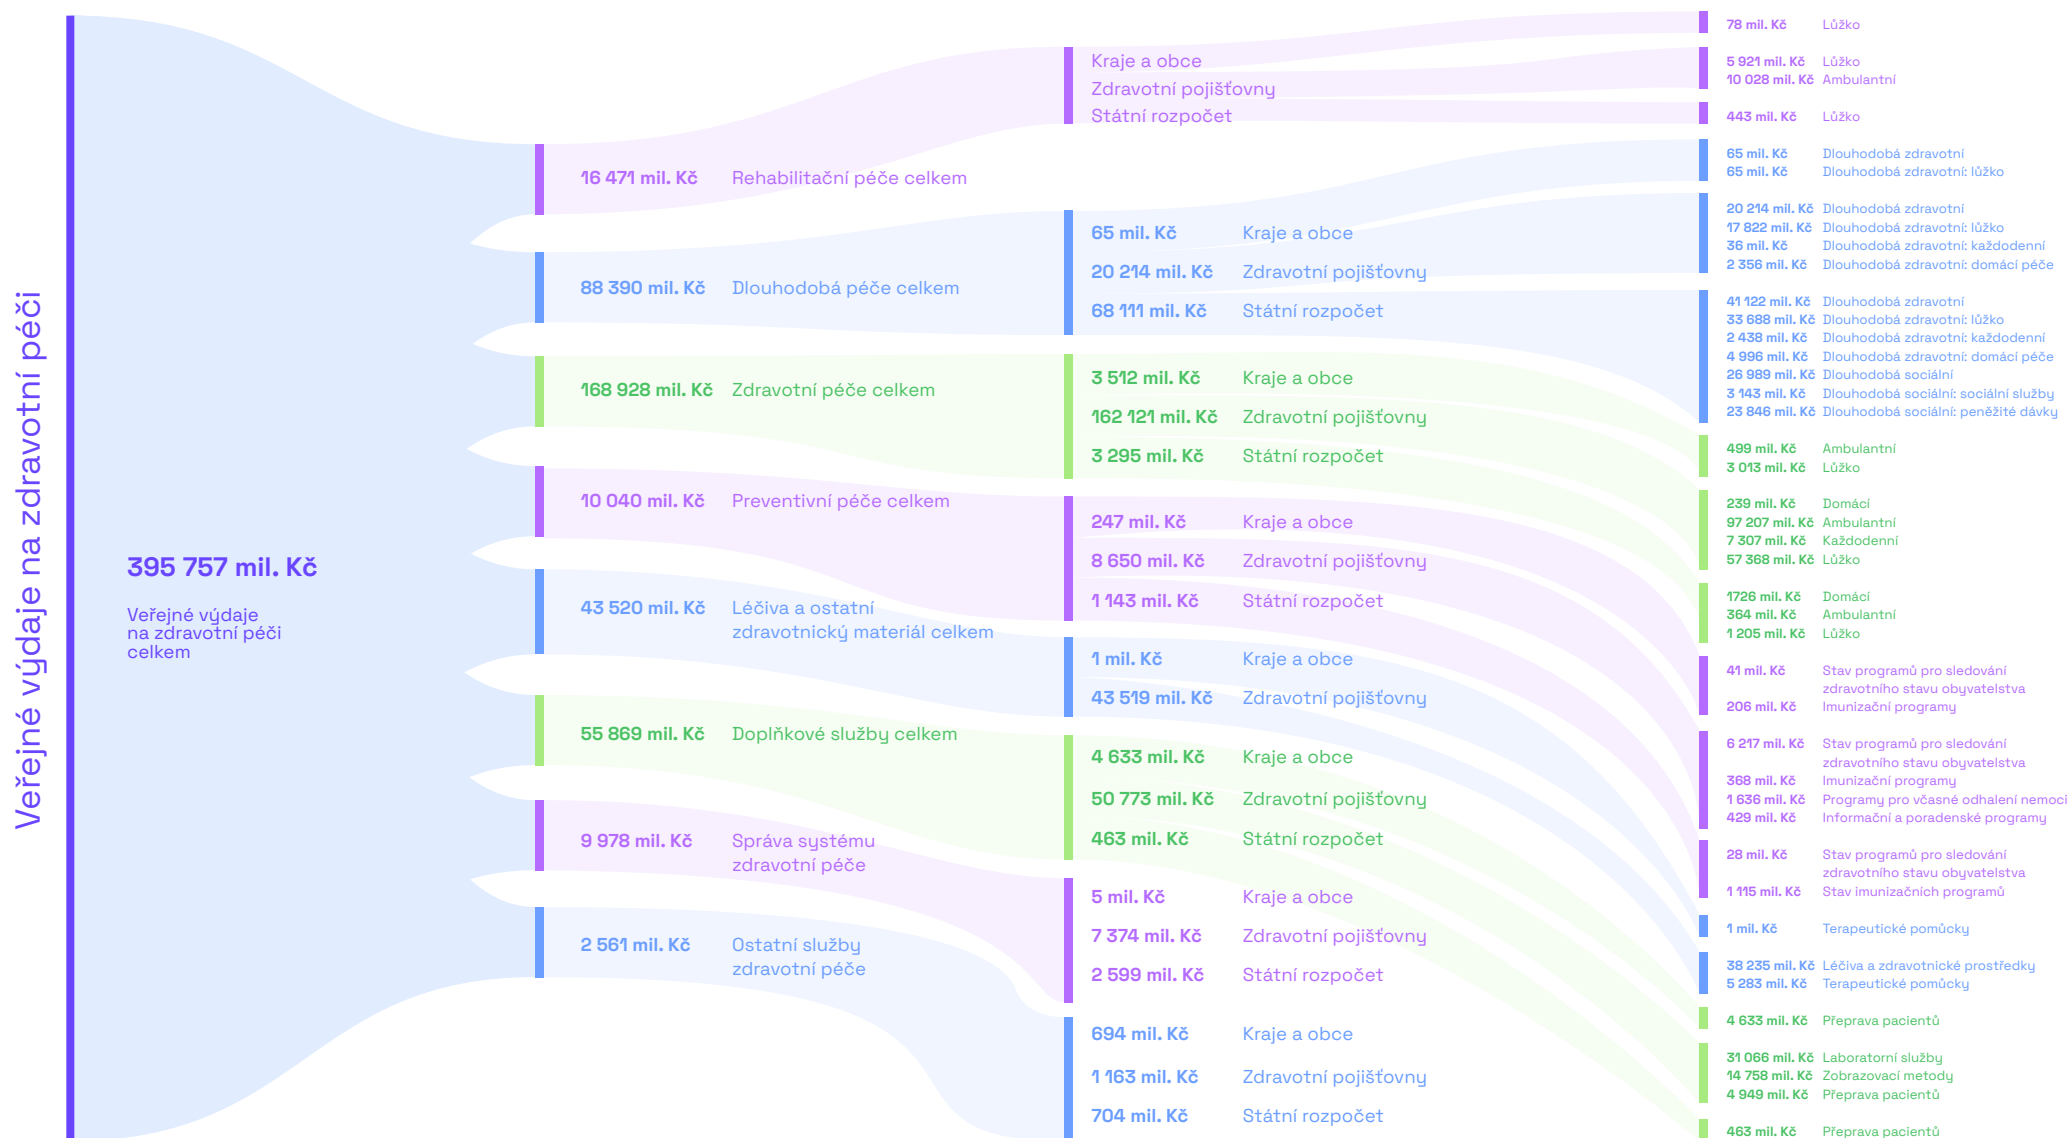 Veřejné výdaje na zdravotní péči
395 757 mil. Kč
Veřejné výdaje
na zdravotní péči
celkem
16 471 mil. Kč Rehabilitační péče celkem
88 390 mil. Kč Dlouhodobá péče celkem
168 928 mil. Kč Zdravotní péče celkem
10 040 mil. Kč Preventivní péče celkem
43 520 mil. Kč Léčiva a ostatní
zdravotnický materiál celkem
55 869 mil. Kč Doplňkové služby celkem
9 978 mil. Kč Správa systému
zdravotní péče
2 561 mil. Kč Ostatní služby
zdravotní péče
Kraje a obce
Zdravotní pojišťovny
Státní rozpočet
65 mil. Kč Kraje a obce
20 214 mil. Kč Zdravotní pojišťovny
68 111 mil. Kč Státní rozpočet
3 512 mil. Kč Kraje a obce
162 121 mil. Kč Zdravotní pojišťovny
3 295 mil. Kč Státní rozpočet
247 mil. Kč Kraje a obce
8 650 mil. Kč Zdravotní pojišťovny
1 143 mil. Kč Státní rozpočet
1 mil. Kč Kraje a obce
43 519 mil. Kč Zdravotní pojišťovny
4 633 mil. Kč Kraje a obce
50 773 mil. Kč Zdravotní pojišťovny
463 mil. Kč Státní rozpočet
5 mil. Kč Kraje a obce
7 374 mil. Kč Zdravotní pojišťovny
2 599 mil. Kč Státní rozpočet
694 mil. Kč Kraje a obce
1 163 mil. Kč Zdravotní pojišťovny
704 mil. Kč Státní rozpočet
78 mil. Kč Lůžko
5 921 mil. Kč Lůžko
10 028 mil. Kč Ambulantní
443 mil. Kč Lůžko
65 mil. Kč Dlouhodobá zdravotní
65 mil. Kč Dlouhodobá zdravotní: lůžko
20 214 mil. Kč Dlouhodobá zdravotní
17 822 mil. Kč Dlouhodobá zdravotní: lůžko
36 mil. Kč Dlouhodobá zdravotní: každodenní
2 356 mil. Kč Dlouhodobá zdravotní: domácí péče
41 122 mil. Kč Dlouhodobá zdravotní
33 688 mil. Kč Dlouhodobá zdravotní: lůžko
2 438 mil. Kč Dlouhodobá zdravotní: každodenní
4 996 mil. Kč Dlouhodobá zdravotní: domácí péče
26 989 mil. Kč Dlouhodobá sociální
3 143 mil. Kč Dlouhodobá sociální: sociální služby
23 846 mil. Kč Dlouhodobá sociální: peněžité dávky
499 mil. Kč Ambulantní
3 013 mil. Kč Lůžko
239 mil. Kč Domácí
97 207 mil. Kč Ambulantní
7 307 mil. Kč Každodenní
57 368 mil. Kč Lůžko
1726 mil. Kč Domácí
364 mil. Kč Ambulantní
1 205 mil. Kč Lůžko
41 mil. Kč Stav programů pro sledování
zdravotního stavu obyvatelstva
206 mil. Kč Imunizační programy
6 217 mil. Kč Stav programů pro sledování
zdravotního stavu obyvatelstva
368 mil. Kč Imunizační programy
1 636 mil. Kč Programy pro včasné odhalení nemoci
429 mil. Kč Informační a poradenské programy
28 mil. Kč Stav programů pro sledování
zdravotního stavu obyvatelstva
1 115 mil. Kč Stav imunizačních programů
1 mil. Kč Terapeutické pomůcky
38 235 mil. Kč Léčiva a zdravotnické prostředky
5 283 mil. Kč Terapeutické pomůcky
4 633 mil. Kč Přeprava pacientů
31 066 mil. Kč Laboratorní služby
14 758 mil. Kč Zobrazovací metody
4 949 mil. Kč Přeprava pacientů
463 mil. Kč Přeprava pacientů